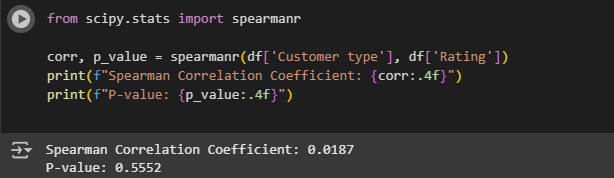 from scipy.stats import spearmanr
corr, p_value = spearmanr(df['Customer type'], df['Rating'])
print(f"Spearman Correlation Coefficient: {corr:.4f}")
print(f"P-value: {p_value:.4f}")
Spearman Correlation Coefficient: 0.0187
P-value: 0.5552